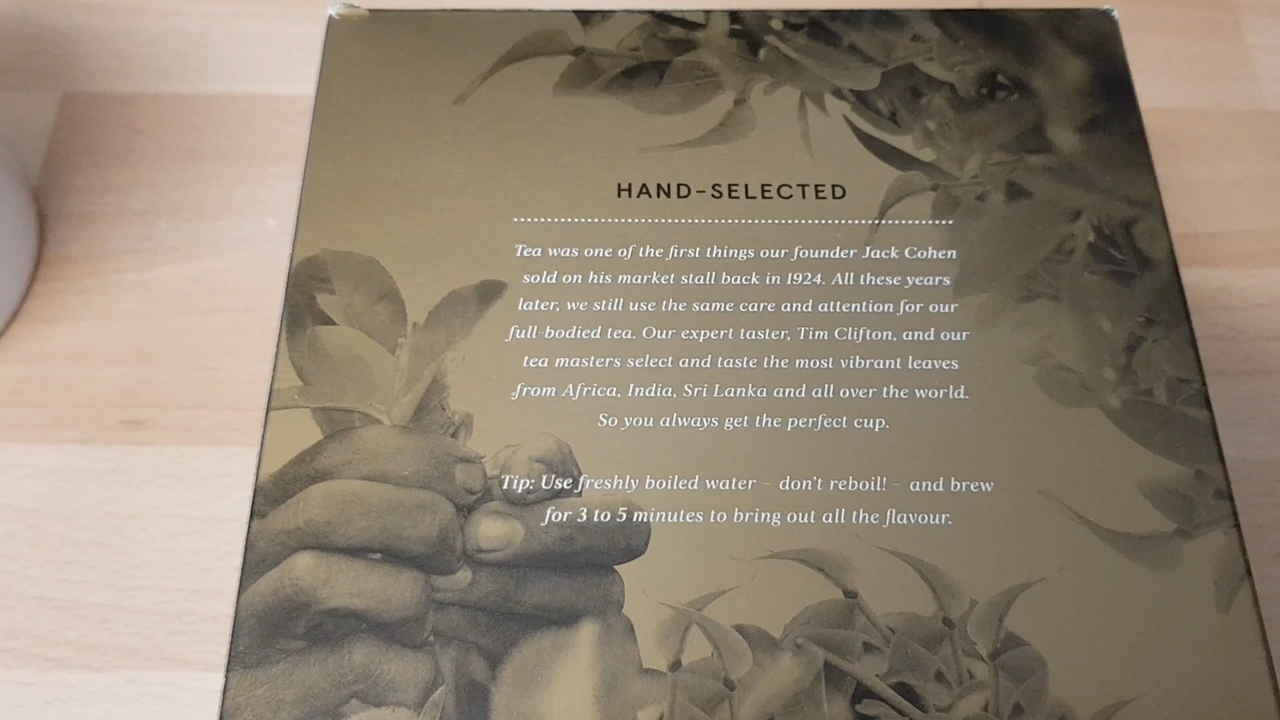 HAND-SELECTED
Tea was one of the first things our founder Jack Cohen
sold on his market stall back in 1924. All these years
later, we still use the same care and attention for our
full-bodied tea. Our expert taster, Tim Clifton, and our
tea masters select and taste the most vibrant leaves
from Africa, India, Sri Lanka and all over the world.
So you always get the perfect cup.
Tip: Use freshly boiled water – don't reboil! – and brew
for 3 to 5 minutes to bring out all the flavour.